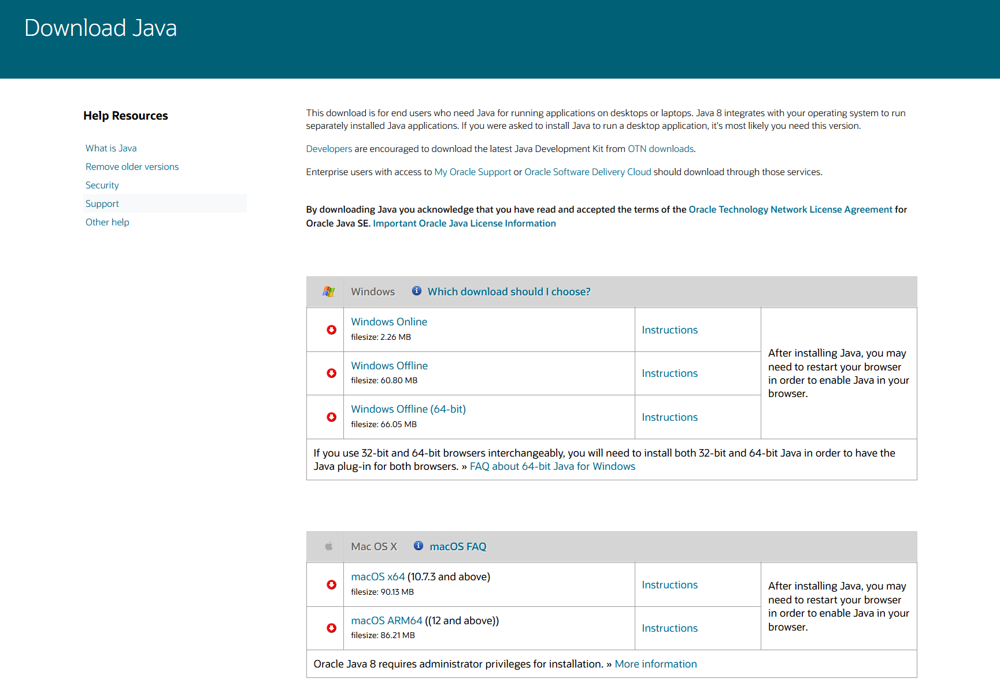 Download Java
Help Resources
What is Java
Remove older versions
Security
Support
Other help
This download is for end users who need Java for running applications on desktops or laptops. Java 8 integrates with your operating system to run
separately installed Java applications. If you were asked to install Java to run a desktop application, it's most likely you need this version.
Developers are encouraged to download the latest Java Development Kit from OTN downloads.
Enterprise users with access to My Oracle Support or Oracle Software Delivery Cloud should download through those services.
By downloading Java you acknowledge that you have read and accepted the terms of the Oracle Technology Network License Agreement for
Oracle Java SE. Important Oracle Java License Information
Windows Which download should I choose?
Windows Online
filesize: 2.26 MB
Instructions
Windows Offline
filesize: 60.80 MB
Instructions
Windows Offline (64-bit)
filesize: 66.05 MB
Instructions
After installing Java, you may
need to restart your browser
in order to enable Java in your
browser.
If you use 32-bit and 64-bit browsers interchangeably, you will need to install both 32-bit and 64-bit Java in order to have the
Java plug-in for both browsers. » FAQ about 64-bit Java for Windows
Mac OS X macOS FAQ
macOS x64 (10.7.3 and above)
filesize: 90.13 MB
Instructions
macOS ARM64 ((12 and above))
filesize: 86.21 MB
Instructions
After installing Java, you may
need to restart your browser
in order to enable Java in your
browser.
Oracle Java 8 requires administrator privileges for installation. » More information